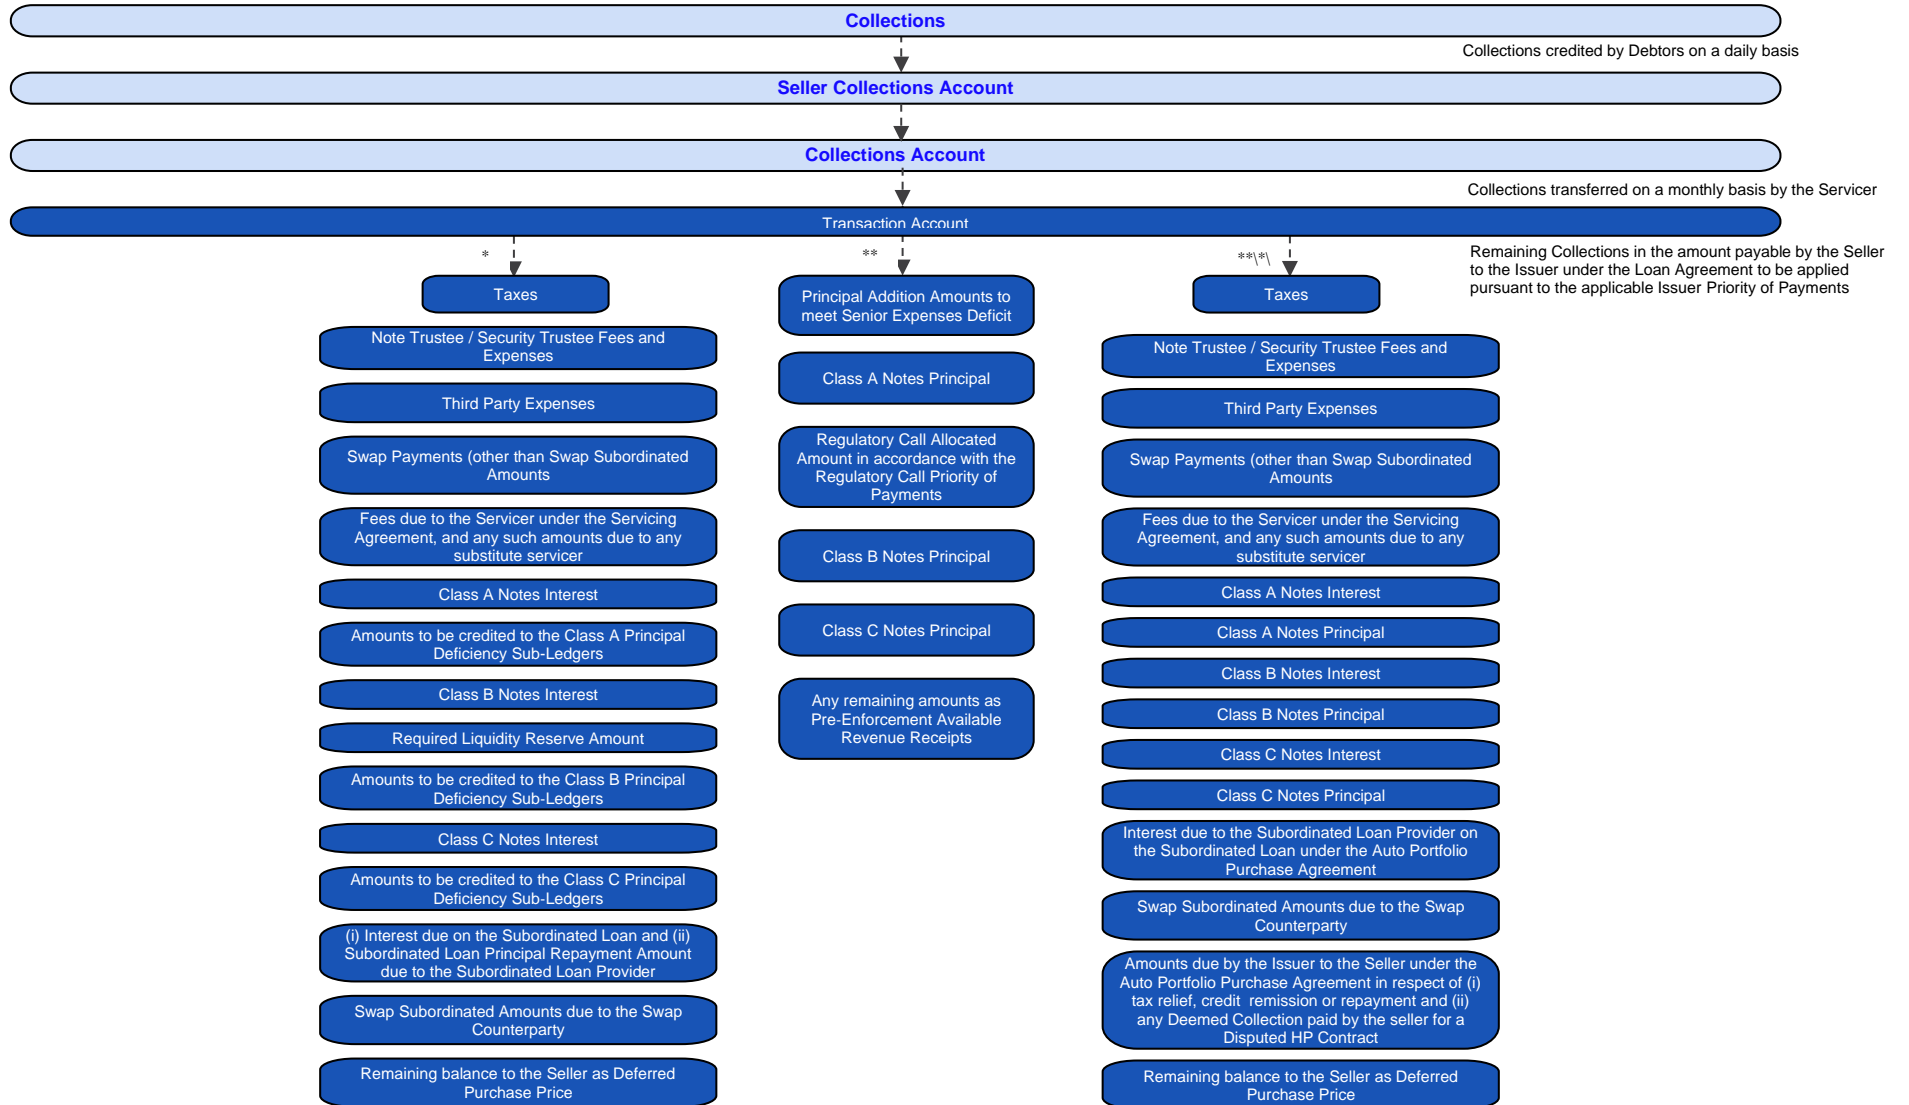 Collections
Collections credited by Debtors on a daily basis
Seller Collections Account
Collections Account
Collections transferred on a monthly basis by the Servicer
Transaction Account
Remaining Collections in the amount payable by the Seller
to the Issuer under the Loan Agreement to be applied
pursuant to the applicable Issuer Priority of Payments
*
Taxes
Note Trustee / Security Trustee Fees and
Expenses
Third Party Expenses
Swap Payments (other than Swap Subordinated
Amounts
Fees due to the Servicer under the Servicing
Agreement, and any such amounts due to any
substitute servicer
Class A Notes Interest
Amounts to be credited to the Class A Principal
Deficiency Sub-Ledgers
Class B Notes Interest
Required Liquidity Reserve Amount
Amounts to be credited to the Class B Principal
Deficiency Sub-Ledgers
Class C Notes Interest
Amounts to be credited to the Class C Principal
Deficiency Sub-Ledgers
(i) Interest due on the Subordinated Loan and (ii)
Subordinated Loan Principal Repayment Amount
due to the Subordinated Loan Provider
Swap Subordinated Amounts due to the Swap
Counterparty
Remaining balance to the Seller as Deferred
Purchase Price
**
Principal Addition Amounts to
meet Senior Expenses Deficit
Class A Notes Principal
Regulatory Call Allocated
Amount in accordance with the
Regulatory Call Priority of
Payments
Class B Notes Principal
Class C Notes Principal
Any remaining amounts as
Pre-Enforcement Available
Revenue Receipts
**\*\
Taxes
Note Trustee / Security Trustee Fees and
Expenses
Third Party Expenses
Swap Payments (other than Swap Subordinated
Amounts
Fees due to the Servicer under the Servicing
Agreement, and any such amounts due to any
substitute servicer
Class A Notes Interest
Class A Notes Principal
Class B Notes Interest
Class B Notes Principal
Class C Notes Interest
Class C Notes Principal
Interest due to the Subordinated Loan Provider on
the Subordinated Loan under the Auto Portfolio
Purchase Agreement
Swap Subordinated Amounts due to the Swap
Counterparty
Amounts due by the Issuer to the Seller under the
Auto Portfolio Purchase Agreement in respect of (i)
tax relief, credit remission or repayment and (ii)
any Deemed Collection paid by the seller for a
Disputed HP Contract
Remaining balance to the Seller as Deferred
Purchase Price